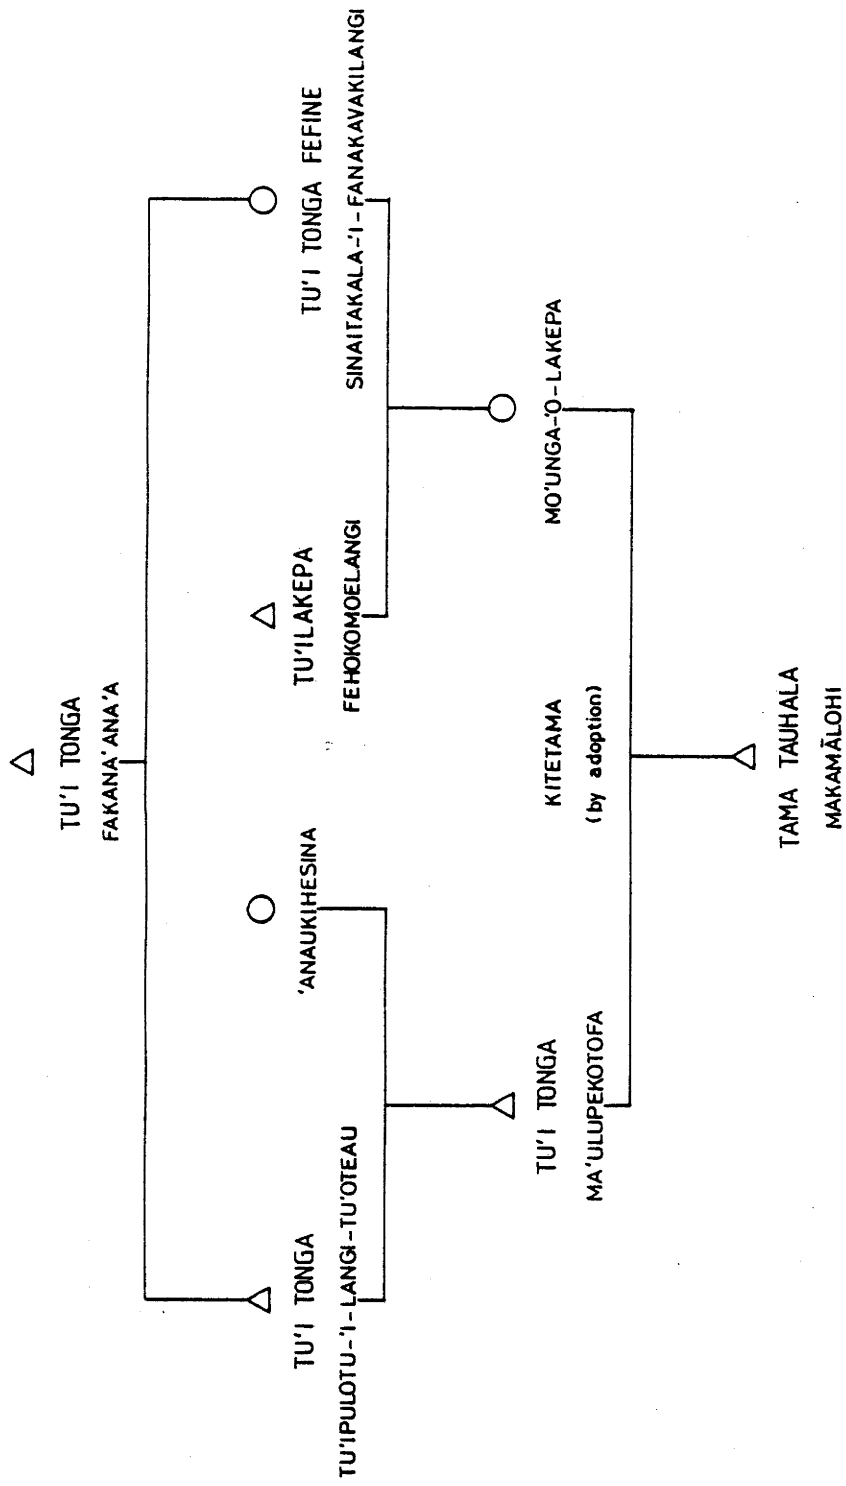 TU'I TONGA
FAKANA'ANA'A
TU'I TONGA
TU'IPULOTU-'I-LANGI-TU'OTEAU
'ANAUKIHESINA
TU'ILAKEPA
FEHOKOMOELANGI
TU'I TONGA FEFINE
SINAITAKALA-'I-FANAKAVAKILANGI
TU'I TONGA
MA'ULUPEKOTOFA
KITETAMA
(by adoption)
MO'UNGA-'O-LAKEPA
TAMA TAUHALA
MAKAMĀLOHI